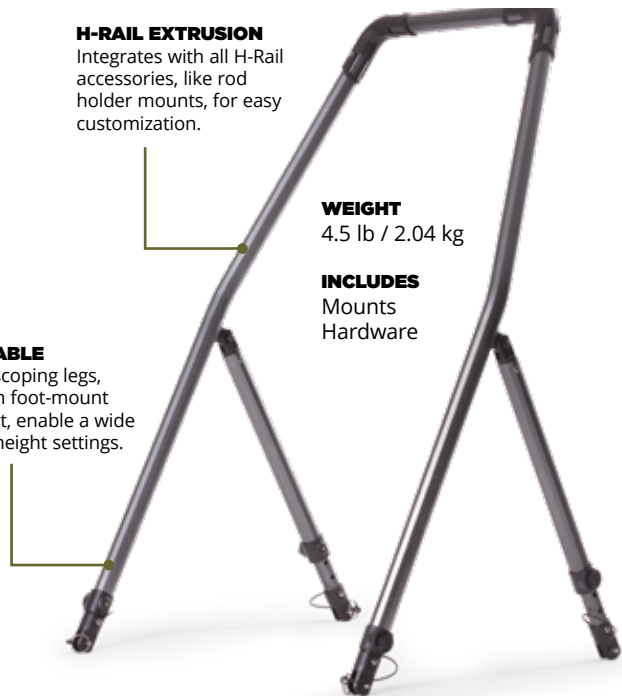 H-RAIL EXTRUSION
Integrates with all H-Rail
accessories, like rod
holder mounts, for easy
customization.
WEIGHT
4.5 lb / 2.04 kg
INCLUDES
Mounts
Hardware
ABLE
scoping legs,
foot-mount
t, enable a wide
height settings.